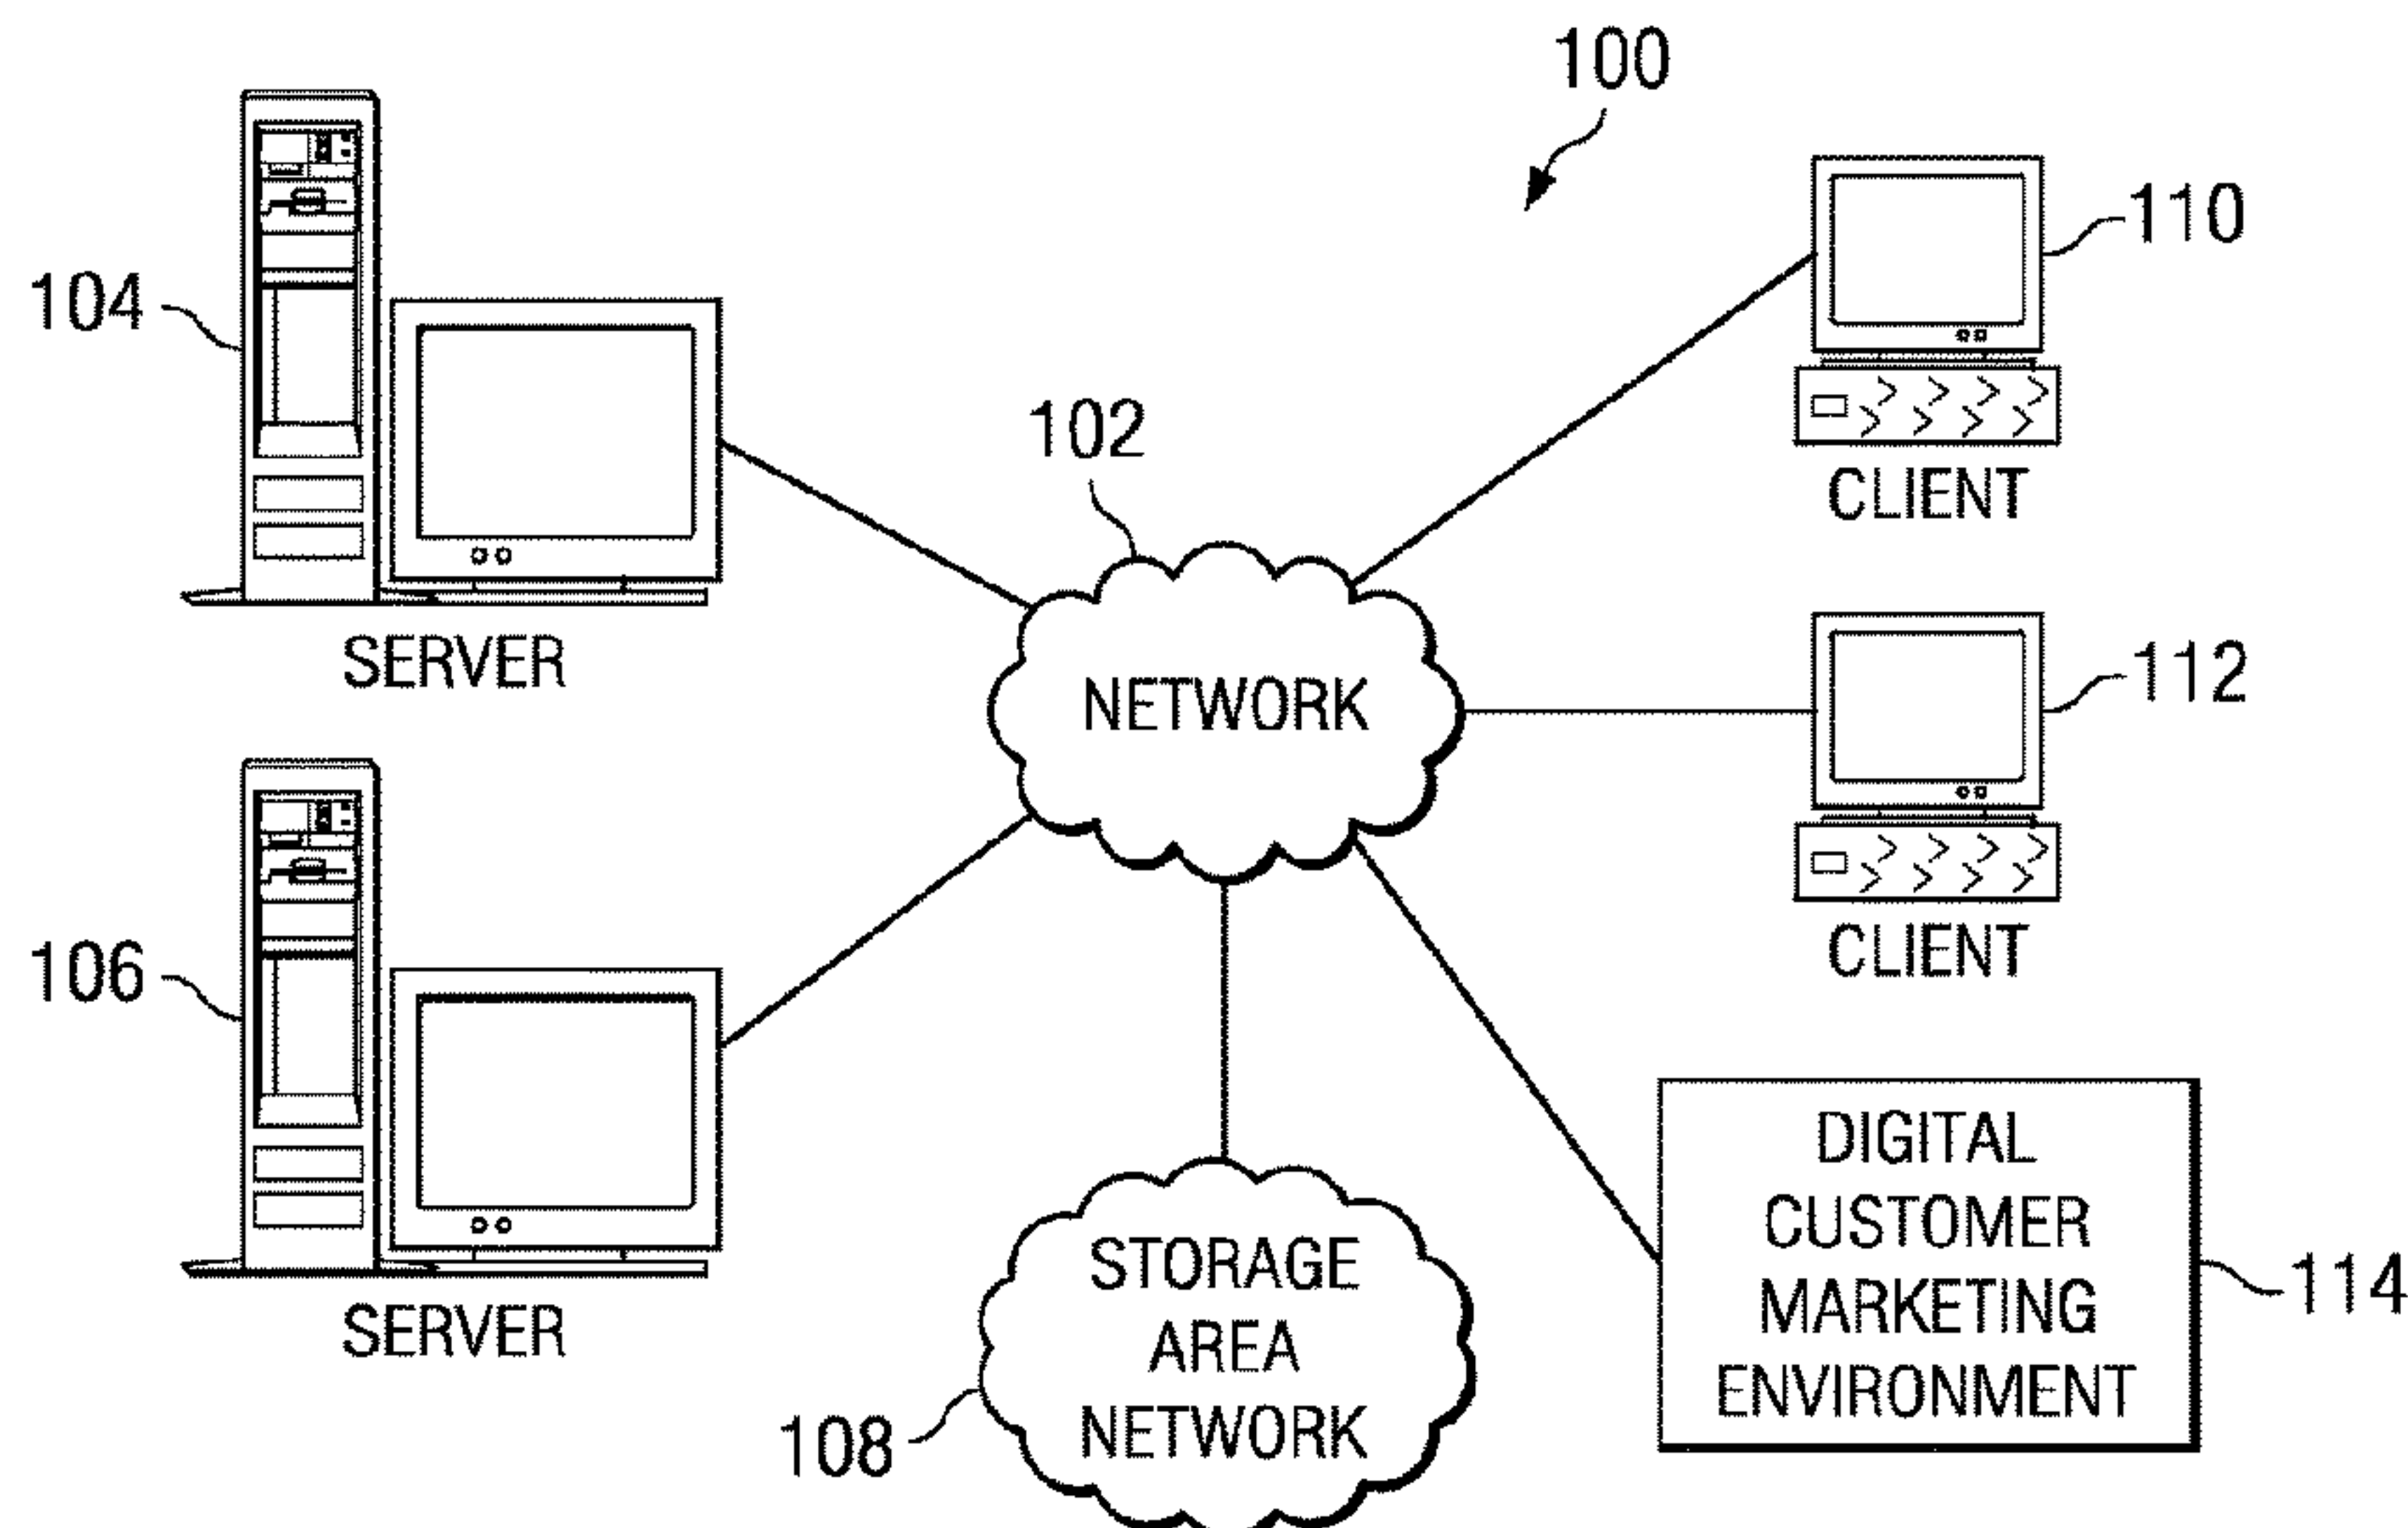 100
104
SERVER
102
NETWORK
110
CLIENT
112
CLIENT
106
SERVER
108
STORAGE
AREA
NETWORK
DIGITAL
CUSTOMER
MARKETING
ENVIRONMENT
114